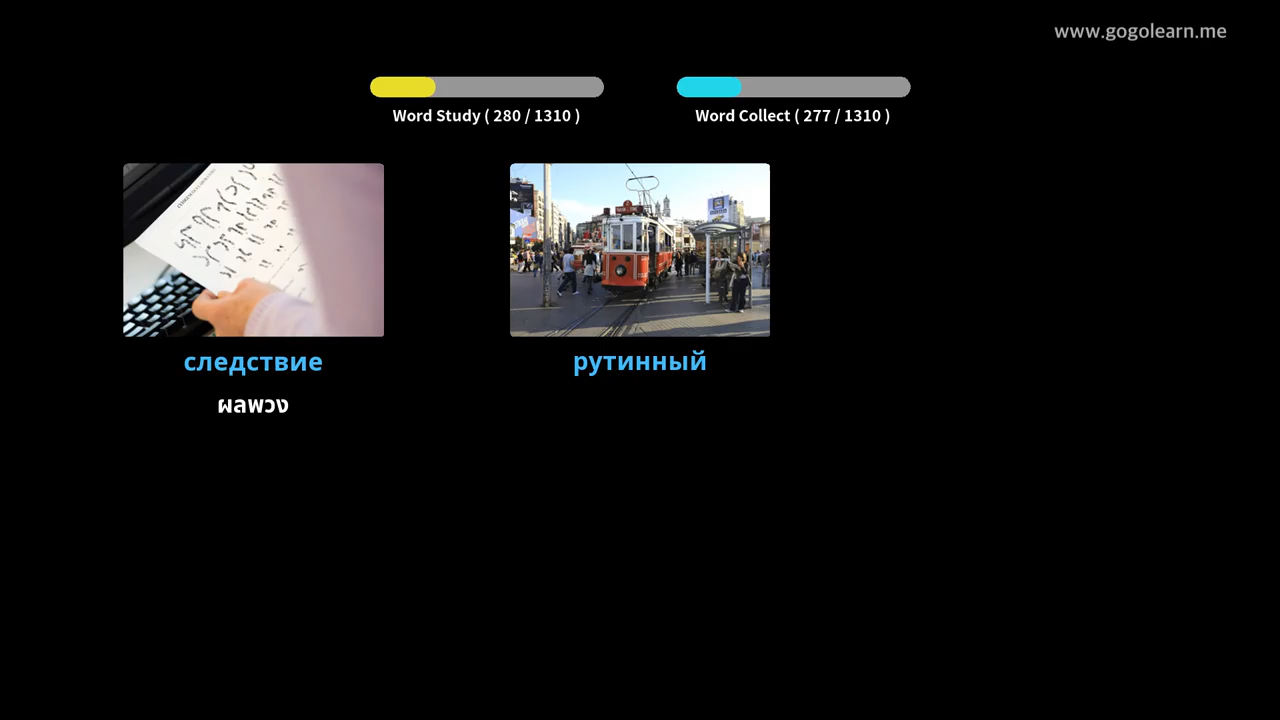 www.gogolearn.me
Word Study ( 280 / 1310 )
Word Collect ( 277 / 1310 )
следствие
рутинный
ผลพวง